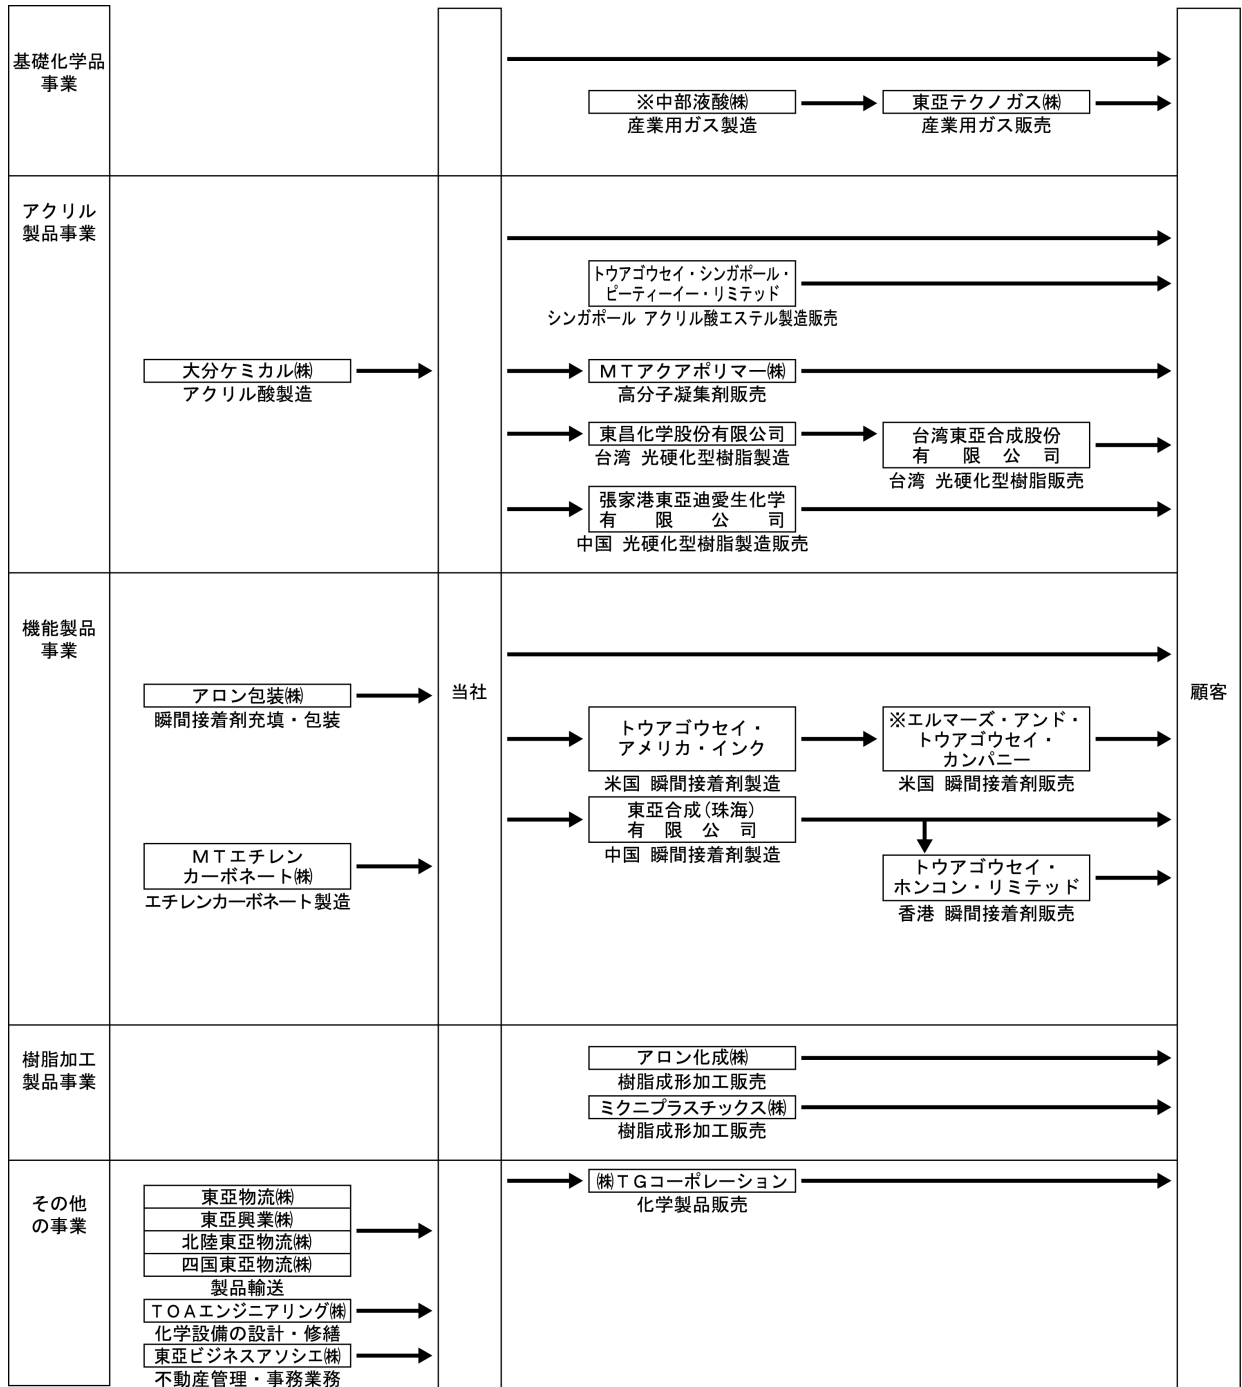 基礎化学品
事業
※中部液酸㈱
産業用ガス製造
東亜テクノガス㈱
産業用ガス販売
アクリル
製品事業
トウアゴウセイ・シンガポール・
ピーティーイー・リミテッド
シンガポール アクリル酸エステル製造販売
大分ケミカル㈱
アクリル酸製造
MTアクアポリマー㈱
高分子凝集剤販売
東昌化学股份有限公司
台湾 光硬化型樹脂製造
台湾東亞合成股份
有限公司
台湾 光硬化型樹脂販売
張家港東亞迪愛生化学
有限公司
中国 光硬化型樹脂製造販売
機能製品
事業
アロン包装㈱
瞬間接着剤充填・包装
当社
顧客
トウアゴウセイ・
アメリカ・インク
米国 瞬間接着剤製造
※エルマーズ・アンド・
トウアゴウセイ・
カンパニー
米国 瞬間接着剤販売
東亞合成(珠海)
有限公司
中国 瞬間接着剤製造
MTエチレン
カーボネート㈱
エチレンカーボネート製造
トウアゴウセイ・
ホンコン・リミテッド
香港 瞬間接着剤販売
樹脂加工
製品事業
アロン化成㈱
樹脂成形加工販売
ミクニプラスチックス㈱
樹脂成形加工販売
その他
の事業
㈱TGコーポレーション
化学製品販売
東亜物流㈱
東亜興業㈱
北陸東亜物流㈱
四国東亜物流㈱
製品輸送
TOAエンジニアリング㈱
化学設備の設計・修繕
東亜ビジネスアソシエ㈱
不動産管理・事務業務